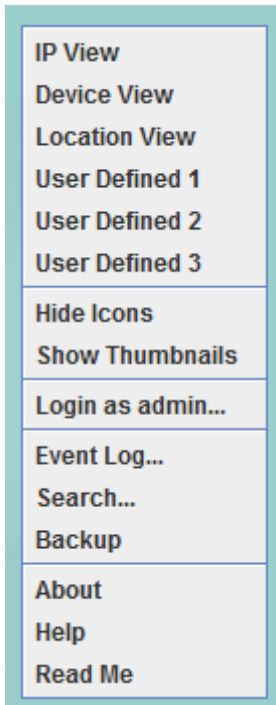 IP View
Device View
Location View
User Defined 1
User Defined 2
User Defined 3
Hide Icons
Show Thumbnails
Login as admin...
Event Log...
Search...
Backup
About
Help
Read Me